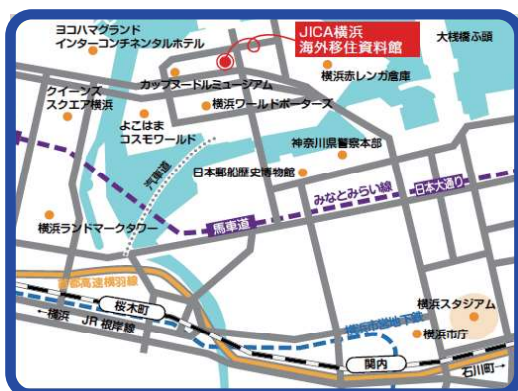 ヨコハマグランド
インターコンチネンタルホテル
JICA横浜
海外移住資料館
大桟橋ふ頭
カップヌードルミュージアム
横浜赤レンガ倉庫
クイーンズ
スクエア横浜
横浜ワールドポーターズ
よこはま
コスモワールド
神奈川県警察本部
汽車道
日本郵船歴史博物館
みなとみらい線
日本大通り
横浜ランドマークタワー
馬車道
首都高速横羽線
桜木町
横浜スタジアム
←横浜 JR根岸線
横浜市営地下鉄
横浜市庁
関内
石川町→